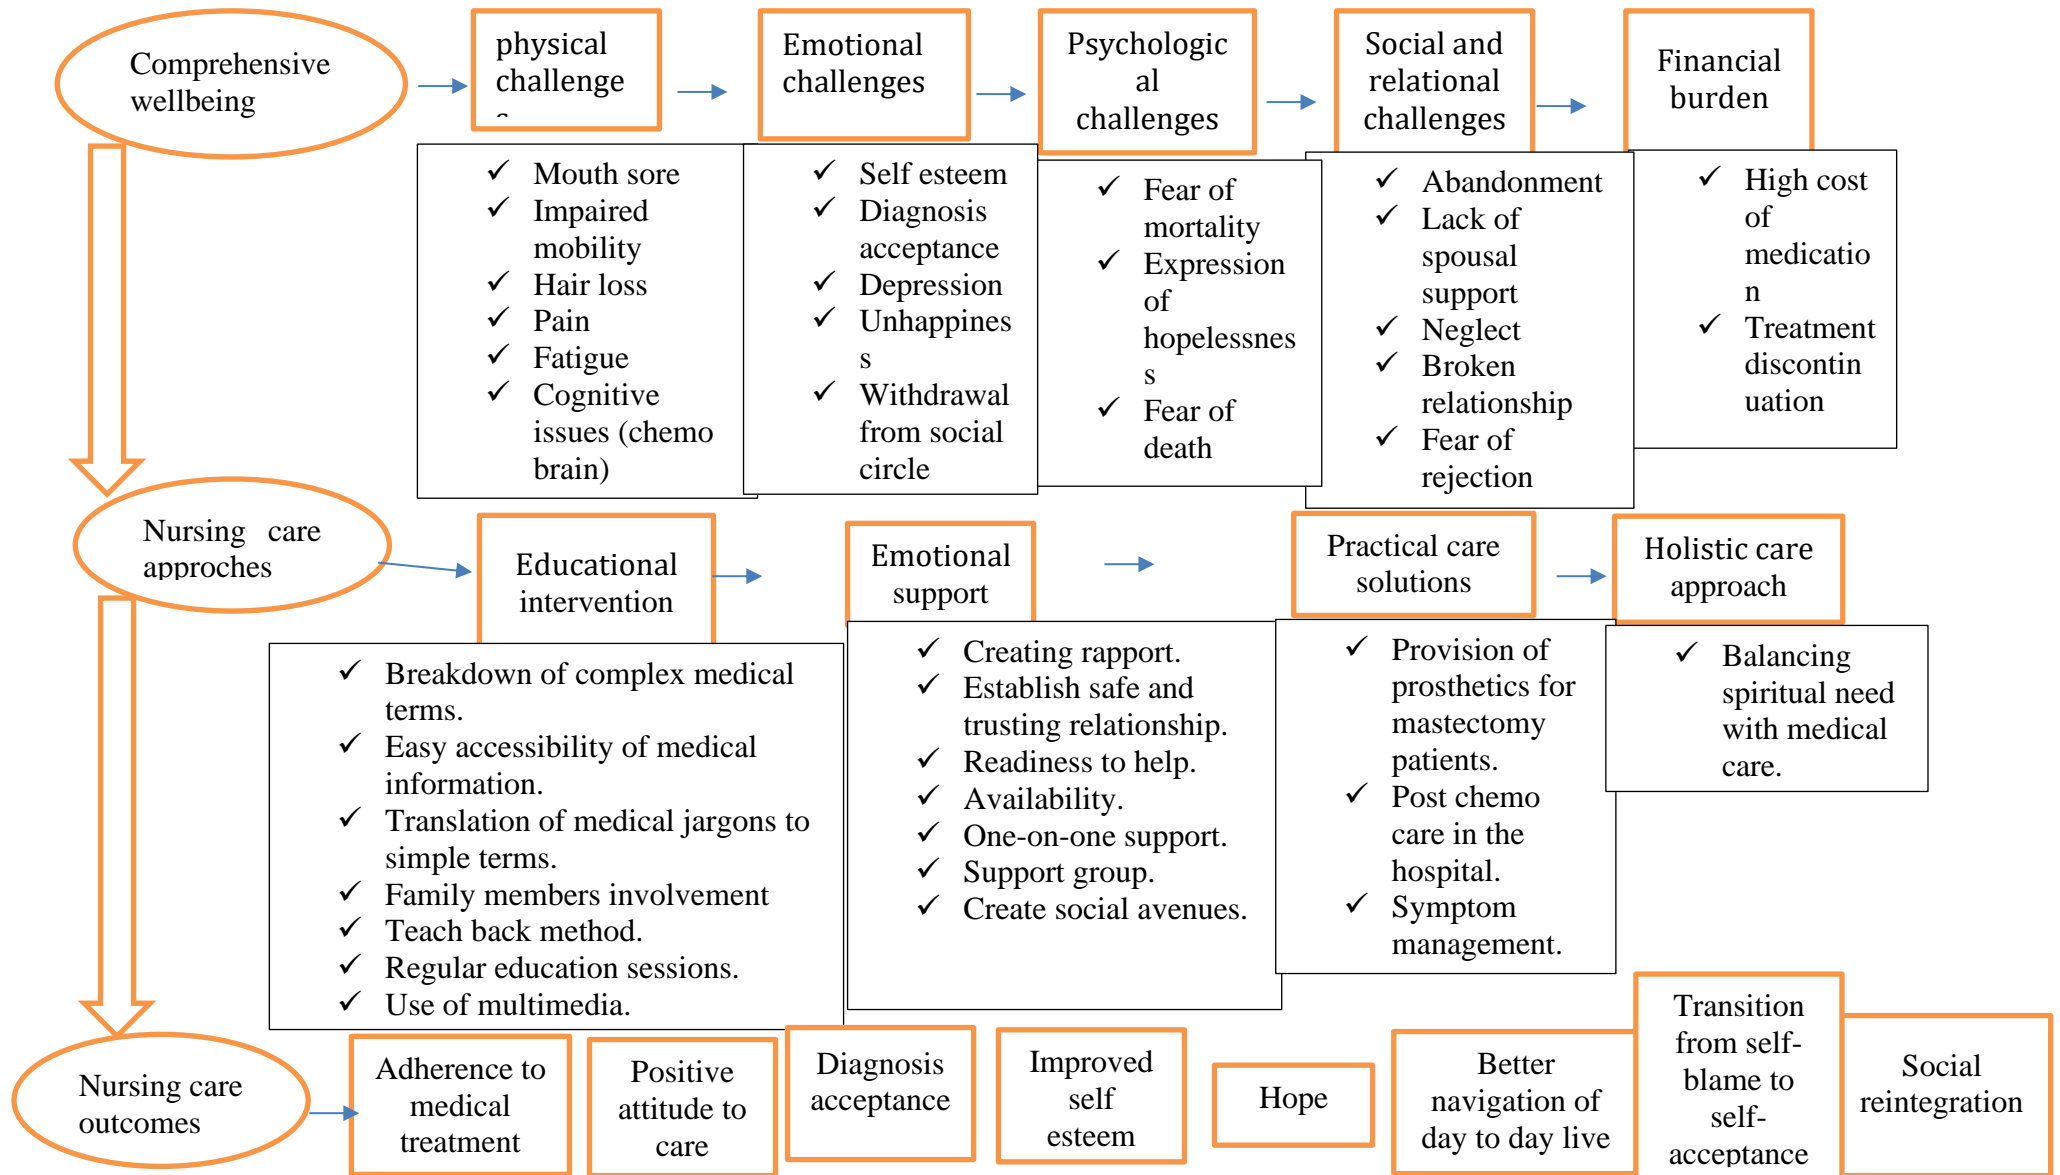 Comprehensive
wellbeing
physical
challenge
Emotional
challenges
Psychologic
al
challenges
Social and
relational
challenges
Financial
burden
✓ Mouth sore
✓ Impaired
mobility
✓ Hair loss
✓ Pain
✓ Fatigue
✓ Cognitive
issues (chemo
brain)
✓ Self esteem
✓ Diagnosis
acceptance
✓ Depression
✓ Unhappines
s
✓ Withdrawal
from social
circle
✓ Fear of
mortality
✓ Expression
of
hopelessnes
s
✓ Fear of
death
✓ Abandonment
✓ Lack of
spousal
support
✓ Neglect
✓ Broken
relationship
✓ Fear of
rejection
✓ High cost
of
medicatio
n
✓ Treatment
discontin
uation
Nursing care
approches
Educational
intervention
Emotional
support
Practical care
solutions
Holistic care
approach
✓ Breakdown of complex medical
terms.
✓ Easy accessibility of medical
information.
✓ Translation of medical jargons to
simple terms.
✓ Family members involvement
✓ Teach back method.
✓ Regular education sessions.
✓ Use of multimedia.
✓ Creating rapport.
✓ Establish safe and
trusting relationship.
✓ Readiness to help.
✓ Availability.
✓ One-on-one support.
✓ Support group.
✓ Create social avenues.
✓ Provision of
prosthetics for
mastectomy
patients.
✓ Post chemo
care in the
hospital.
✓ Symptom
management.
✓ Balancing
spiritual need
with medical
care.
Nursing care
outcomes
Adherence to
medical
treatment
Positive
attitude to
care
Diagnosis
acceptance
Improved
self
esteem
Hope
Better
navigation of
day to day live
Transition
from self-
blame to
self-
acceptance
Social
reintegration